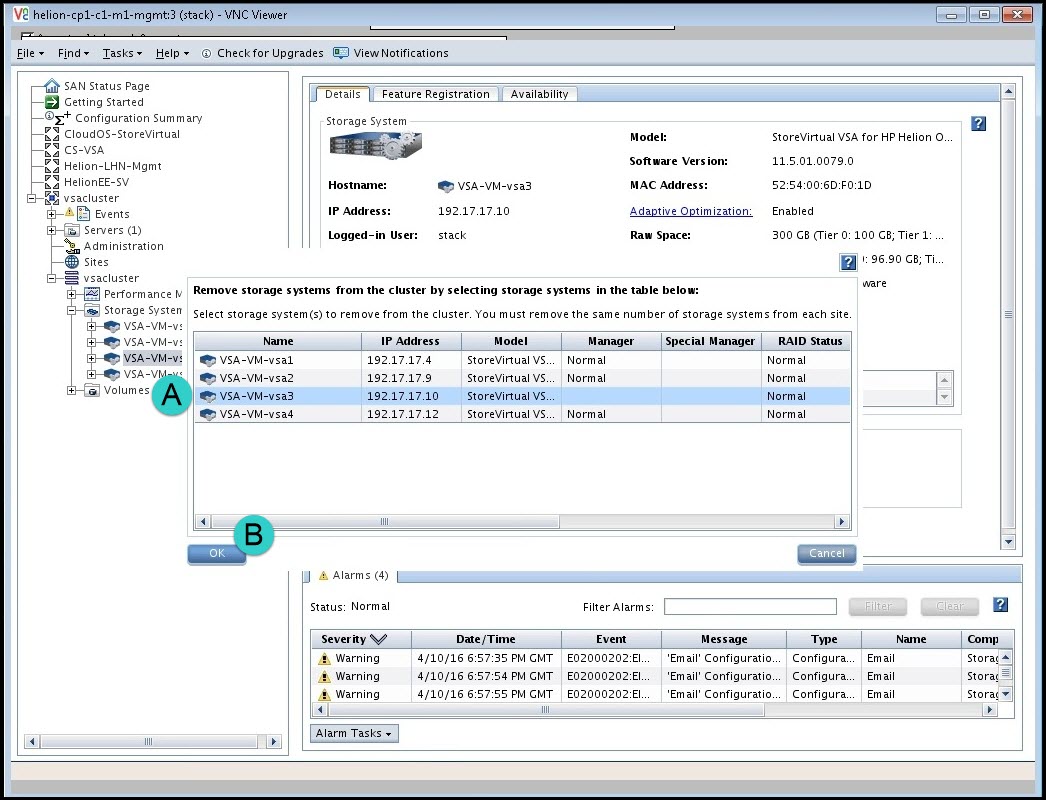 helion-cp1-c1-m1-mgmt:3 (stack) - VNC Viewer
File Find Tasks Help Check for Upgrades View Notifications
SAN Status Page
Getting Started
Configuration Summary
CloudOS-StoreVirtual
CS-VSA
Helion-LHN-Mgmt
HelionEE-SV
vsacluster
Events
Servers (1)
Administration
Sites
vsacluster
Performance M
Storage System
VSA-VM-vs
VSA-VM-vs
VSA-VM-vs
VSA-VM-vs
Volumes
Details Feature Registration Availability
Storage System
Model: StoreVirtual VSA for HP Helion O...
Software Version: 11.5.01.0079.0
Hostname: VSA-VM-vsa3 MAC Address: 52:54:00:6D:F0:1D
IP Address: 192.17.17.10 Adaptive Optimization: Enabled
Logged-in User: stack Raw Space: 300 GB (Tier 0: 100 GB; Tier 1: ...
: 96.90 GB; Ti...
ware
Remove storage systems from the cluster by selecting storage systems in the table below:
Select storage system(s) to remove from the cluster. You must remove the same number of storage systems from each site.
Name IP Address Model Manager Special Manager RAID Status
VSA-VM-vsa1 192.17.17.4 StoreVirtual VS... Normal Normal
VSA-VM-vsa2 192.17.17.9 StoreVirtual VS... Normal Normal
VSA-VM-vsa3 192.17.17.10 StoreVirtual VS... Normal
VSA-VM-vsa4 192.17.17.12 StoreVirtual VS... Normal Normal
A
B
OK Cancel
Alarms (4)
Status: Normal Filter Alarms: Filter Clear
Severity Date/Time Event Message Type Name Comp
Warning 4/10/16 6:57:35 PM GMT E02000202:EI... 'Email' Configuratio... Configura... Email Storag
Warning 4/10/16 6:57:54 PM GMT E02000202:EI... 'Email' Configuratio... Configura... Email Storag
Warning 4/10/16 6:57:55 PM GMT E02000202:EI... 'Email' Configuratio... Configura... Email Storag
Alarm Tasks